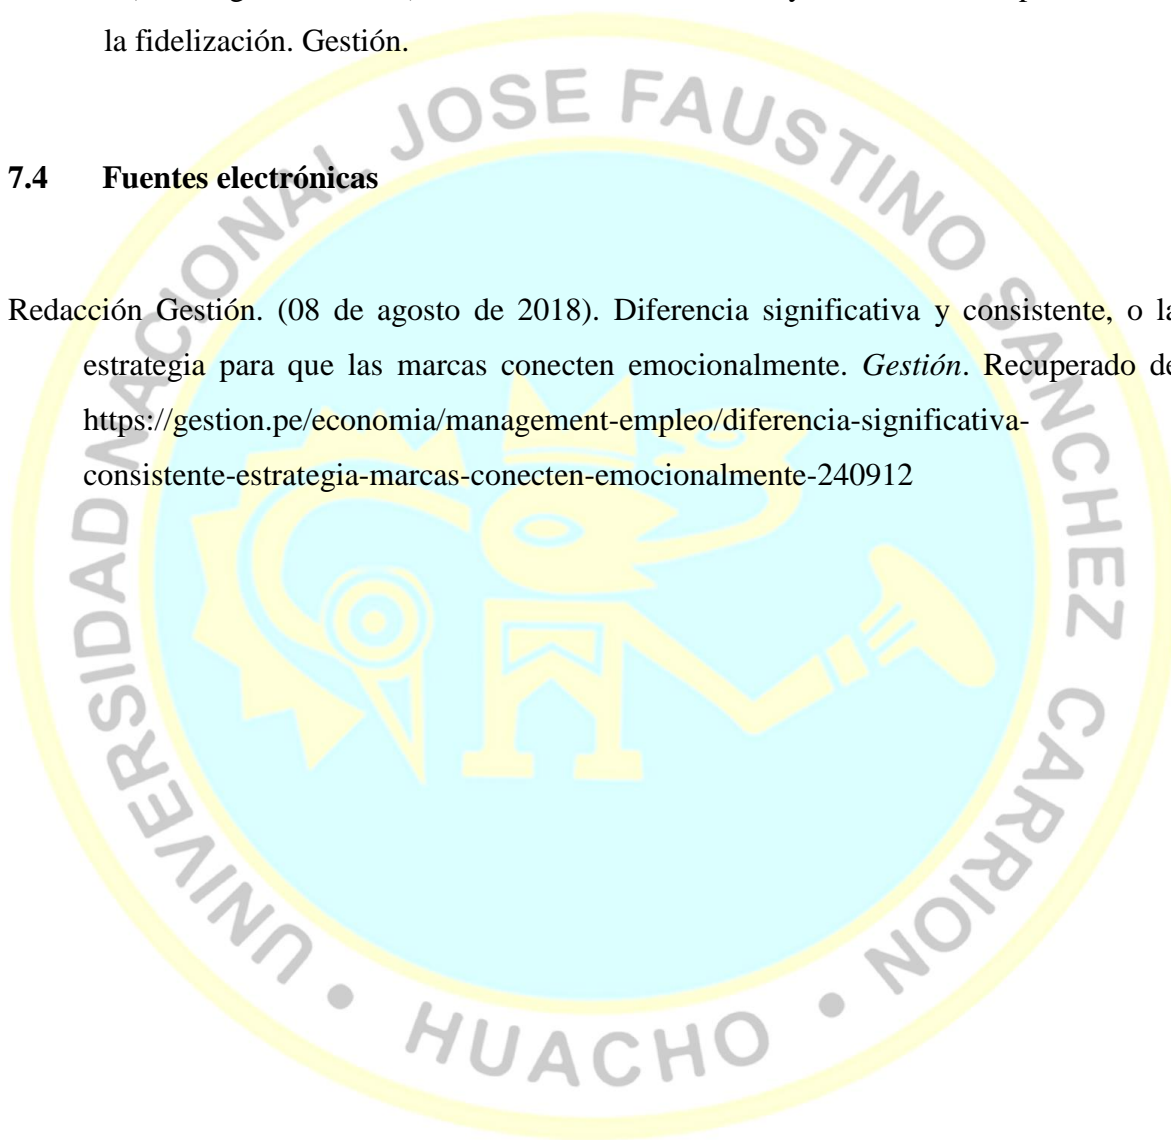 la fidelización. Gestión.
7.4 Fuentes electrónicas
Redacción Gestión. (08 de agosto de 2018). Diferencia significativa y consistente, o la
estrategia para que las marcas conecten emocionalmente. Gestión. Recuperado de
https://gestion.pe/economia/management-empleo/diferencia-significativa-
consistente-estrategia-marcas-conecten-emocionalmente-240912
UNIVERSIDAD NACIONAL JOSE FAUSTINO SANCHEZ CARRION
• HUACHO •